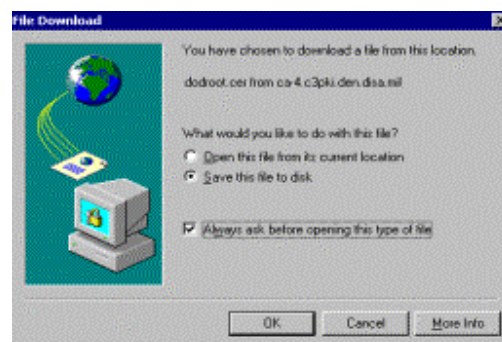 File Download
You have chosen to download a file from this location.
dodroot.cer from ca-4.c3pki.den.disa.mil
What would you like to do with this file?
Open this file from its current location
Save this file to disk
Always ask before opening this type of file
OK
Cancel
More Info